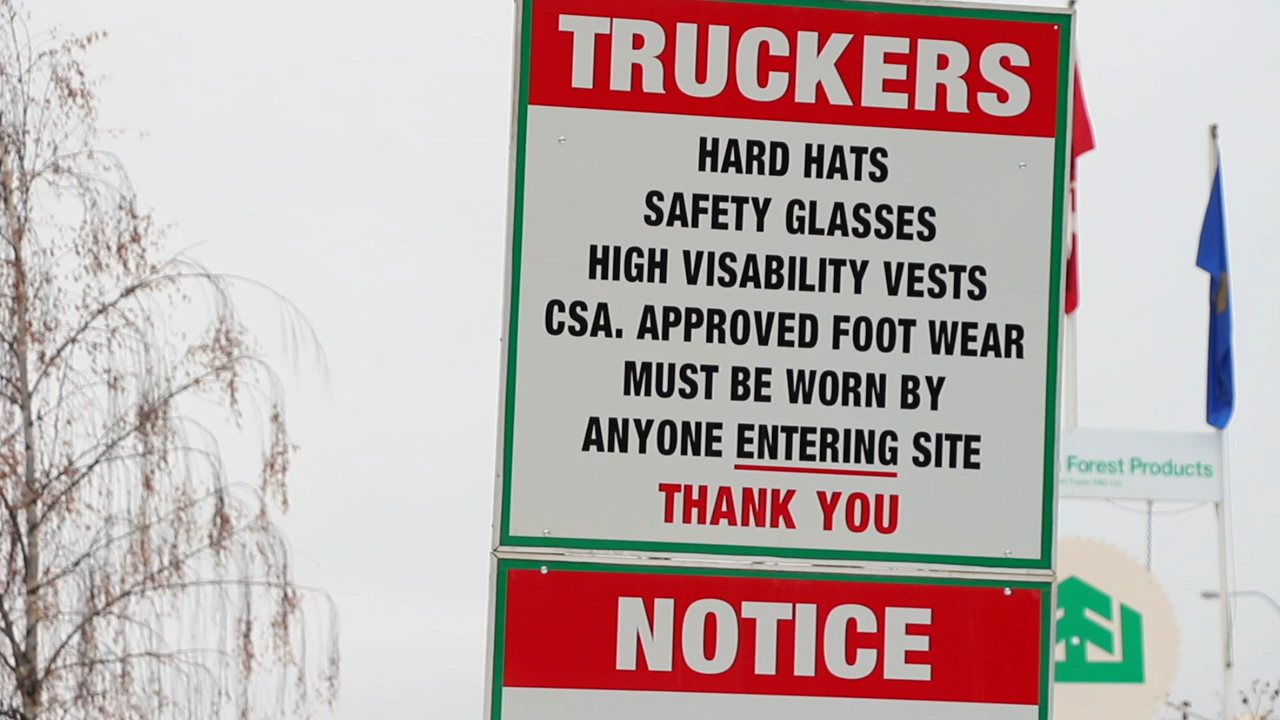 TRUCKERS
HARD HATS
SAFETY GLASSES
HIGH VISABILITY VESTS
CSA. APPROVED FOOT WEAR
MUST BE WORN BY
ANYONE ENTERING SITE
THANK YOU
NOTICE
Forest Products